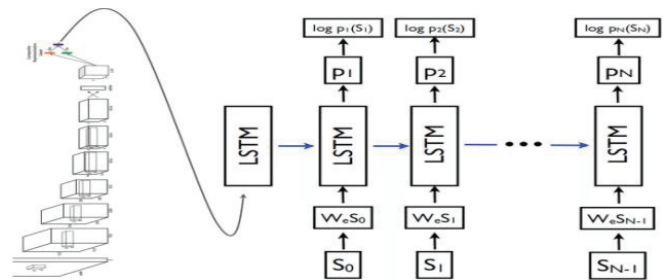 log p₁(S₁) log p₂(S₂) log pN(SN)
p₁ p₂ pN
LSTM LSTM LSTM ••• LSTM
WₑS₀ WₑS₁ WₑSN-1
S₀ S₁ SN-1